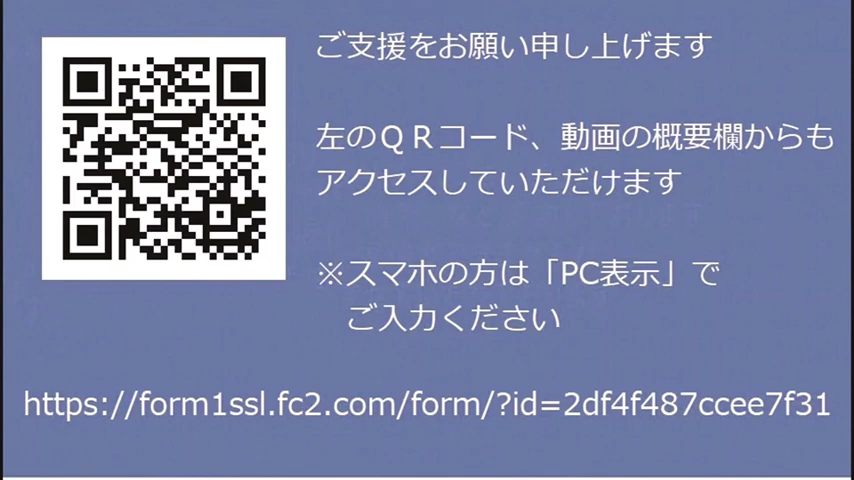 ご支援をお願い申し上げます
左のＱＲコード、動画の概要欄からも
アクセスしていただけます
※スマホの方は「PC表示」で
ご入力ください
https://form1ssl.fc2.com/form/?id=2df4f487ccee7f31